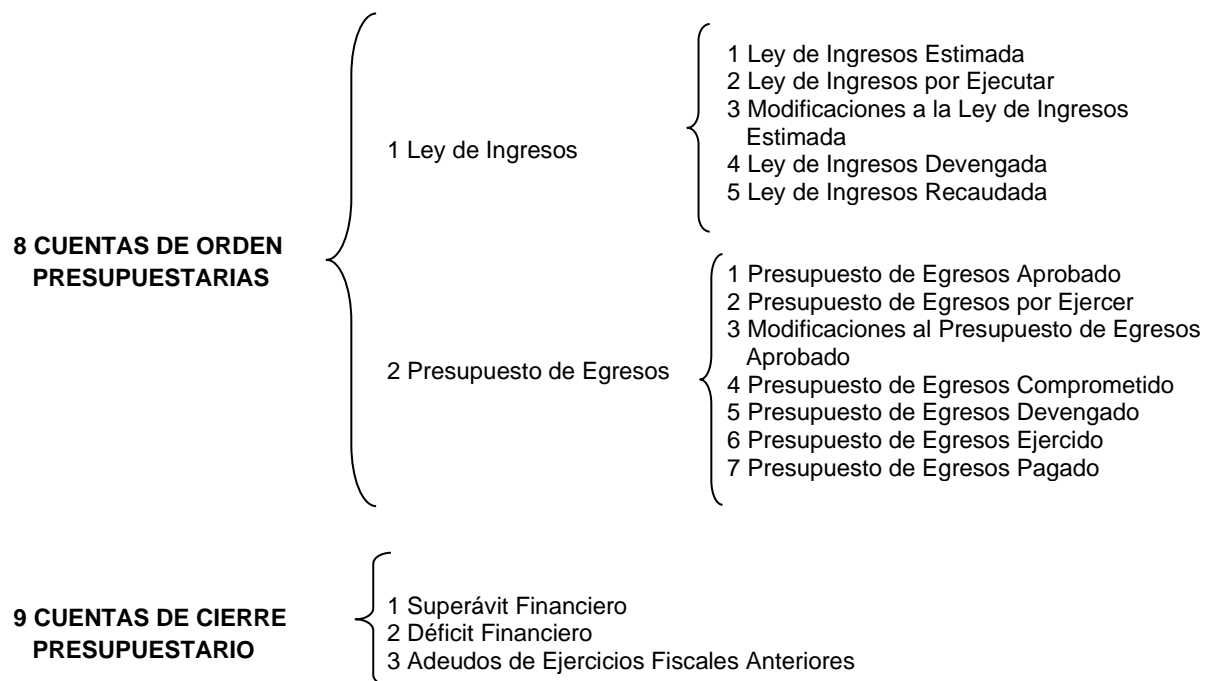 8 CUENTAS DE ORDEN
PRESUPUESTARIAS
1 Ley de Ingresos
1 Ley de Ingresos Estimada
2 Ley de Ingresos por Ejecutar
3 Modificaciones a la Ley de Ingresos
Estimada
4 Ley de Ingresos Devengada
5 Ley de Ingresos Recaudada
2 Presupuesto de Egresos
1 Presupuesto de Egresos Aprobado
2 Presupuesto de Egresos por Ejercer
3 Modificaciones al Presupuesto de Egresos
Aprobado
4 Presupuesto de Egresos Comprometido
5 Presupuesto de Egresos Devengado
6 Presupuesto de Egresos Ejercido
7 Presupuesto de Egresos Pagado
9 CUENTAS DE CIERRE
PRESUPUESTARIO
1 Superávit Financiero
2 Déficit Financiero
3 Adeudos de Ejercicios Fiscales Anteriores